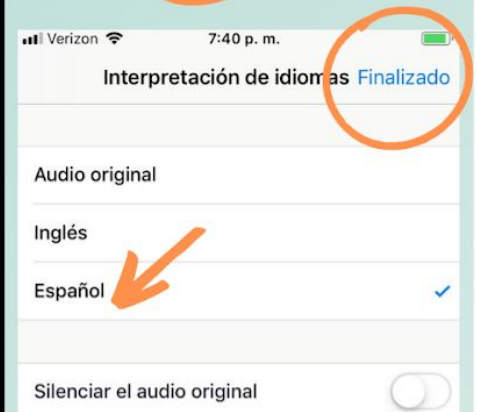 Verizon 7:40 p. m.
Interpretación de idiomas Finalizado
Audio original
Inglés
Español
Silenciar el audio original